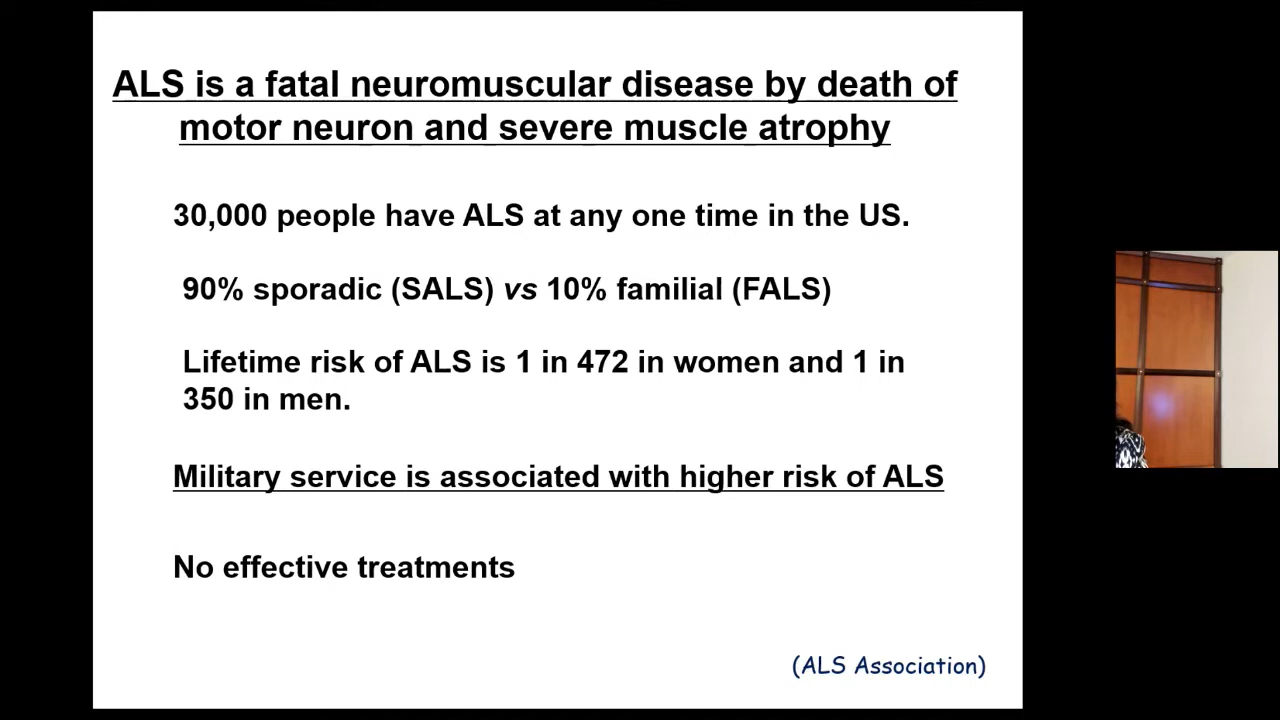 ALS is a fatal neuromuscular disease by death of
motor neuron and severe muscle atrophy
30,000 people have ALS at any one time in the US.
90% sporadic (SALS) vs 10% familial (FALS)
Lifetime risk of ALS is 1 in 472 in women and 1 in
350 in men.
Military service is associated with higher risk of ALS
No effective treatments
(ALS Association)